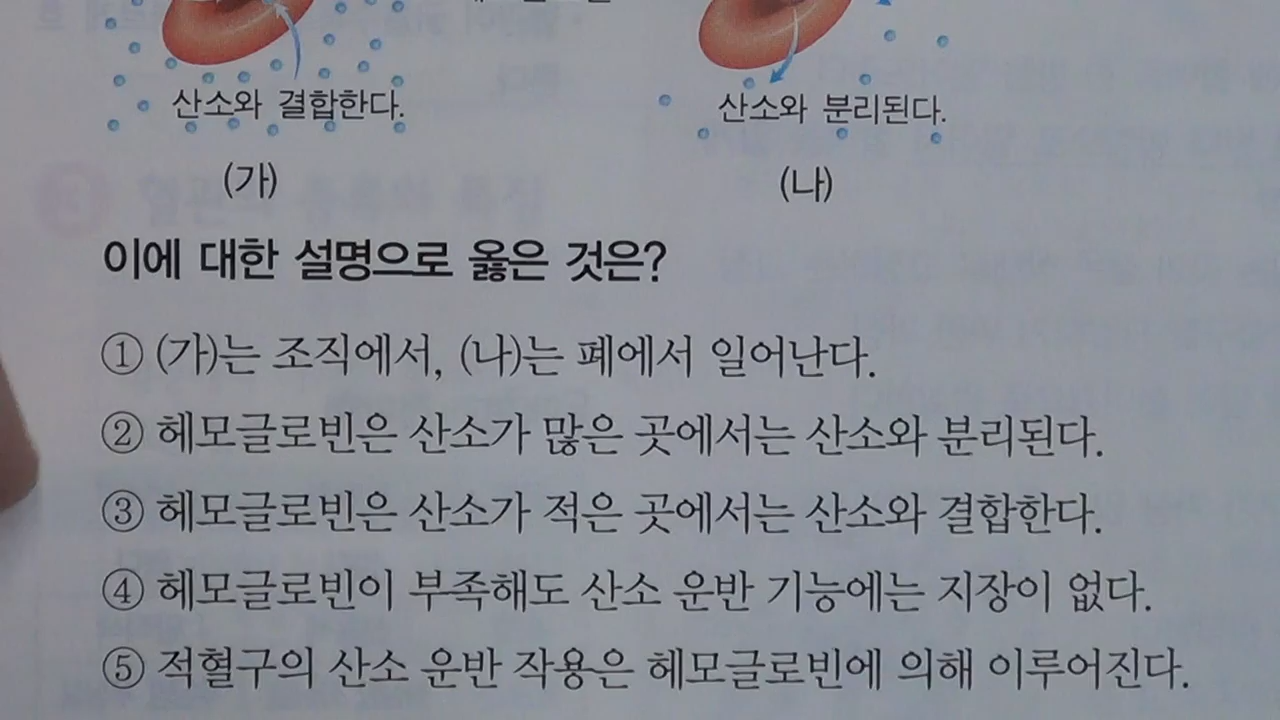 산소와 결합한다.
산소와 분리된다.
(가)
(나)
이에 대한 설명으로 옳은 것은?
① (가)는 조직에서, (나)는 폐에서 일어난다.
② 헤모글로빈은 산소가 많은 곳에서는 산소와 분리된다.
③ 헤모글로빈은 산소가 적은 곳에서는 산소와 결합한다.
④ 헤모글로빈이 부족해도 산소 운반 기능에는 지장이 없다.
⑤ 적혈구의 산소 운반 작용은 헤모글로빈에 의해 이루어진다.